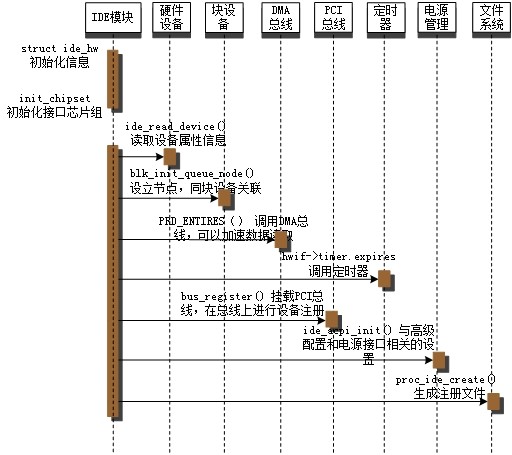 IDE模块
硬件
设备
块设
备
DMA
总线
PCI
总线
定时
器
电源
管理
文件
系统
struct ide_hw
初始化信息
init_chipset
初始化接口芯片组
ide_read_device()
读取设备属性信息
blk_init_queue_node()
设立节点，同块设备关联
PRD_ENTIRES () 调用DMA总
线，可以加速数据读取
hwif->timer.expires
调用定时器
bus_register() 挂载PCI总
线，在总线上进行设备注册
ide_acpi_init() 与高级
配置和电源接口相关的设
置
proc_ide_create()
生成注册文件